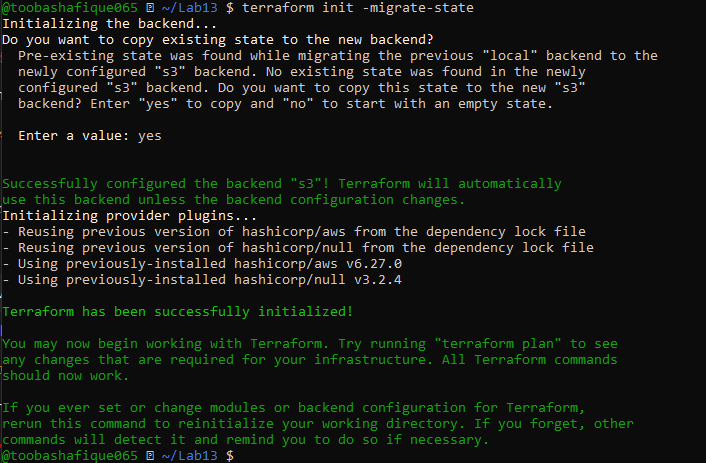 @toobashafique065 ~/Lab13 $ terraform init -migrate-state
Initializing the backend...
Do you want to copy existing state to the new backend?
Pre-existing state was found while migrating the previous "local" backend to the
newly configured "s3" backend. No existing state was found in the newly
configured "s3" backend. Do you want to copy this state to the new "s3"
backend? Enter "yes" to copy and "no" to start with an empty state.
Enter a value: yes
Successfully configured the backend "s3"! Terraform will automatically
use this backend unless the backend configuration changes.
Initializing provider plugins...
- Reusing previous version of hashicorp/aws from the dependency lock file
- Reusing previous version of hashicorp/null from the dependency lock file
- Using previously-installed hashicorp/aws v6.27.0
- Using previously-installed hashicorp/null v3.2.4
Terraform has been successfully initialized!
You may now begin working with Terraform. Try running "terraform plan" to see
any changes that are required for your infrastructure. All Terraform commands
should now work.
If you ever set or change modules or backend configuration for Terraform,
rerun this command to reinitialize your working directory. If you forget, other
commands will detect it and remind you to do so if necessary.
@toobashafique065 ~/Lab13 $